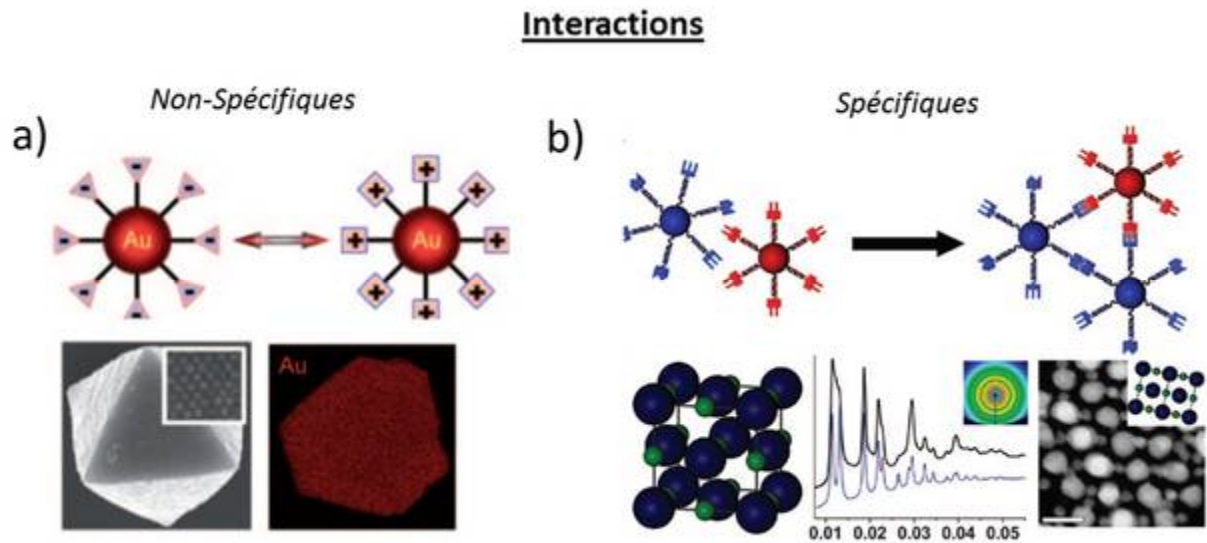 Interactions
Non-Spécifiques
Spécifiques
a)
b)
- - - - - - - -
Au
+ + + + + + + +
Au
Au
0.01 0.02 0.03 0.04 0.05